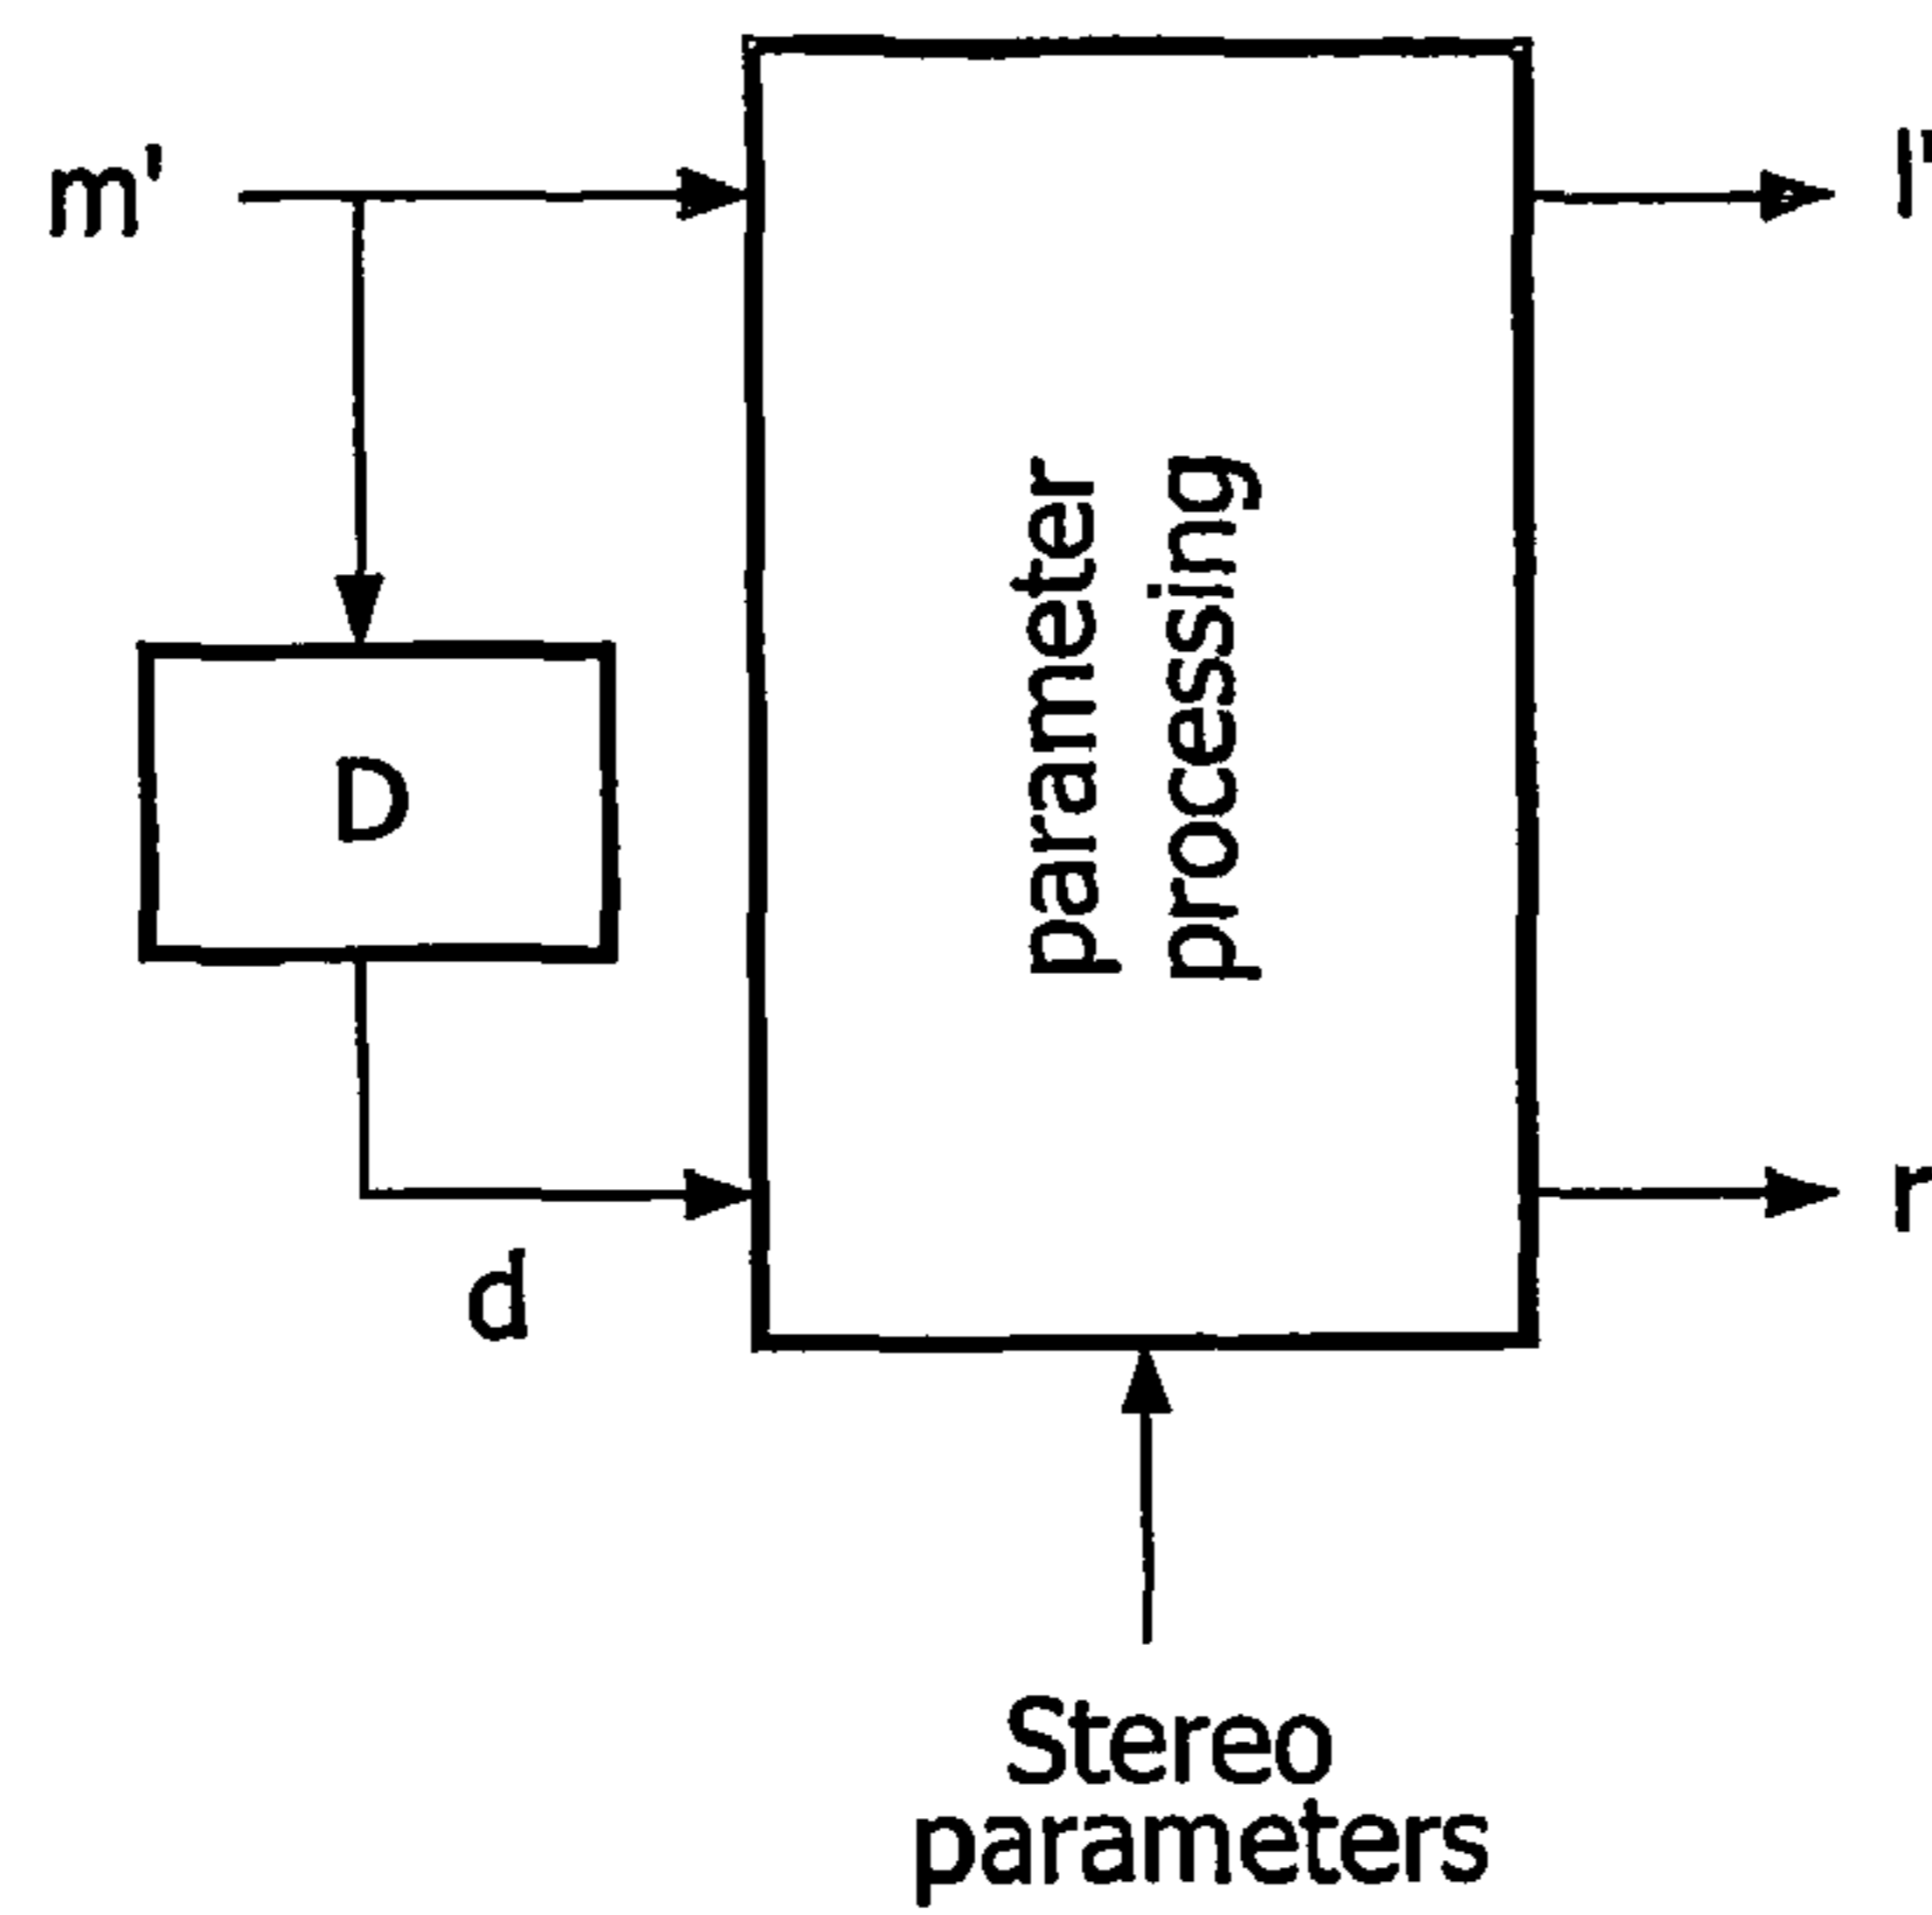 m'
l'
D
parameter
processing
r
d
Stereo
parameters